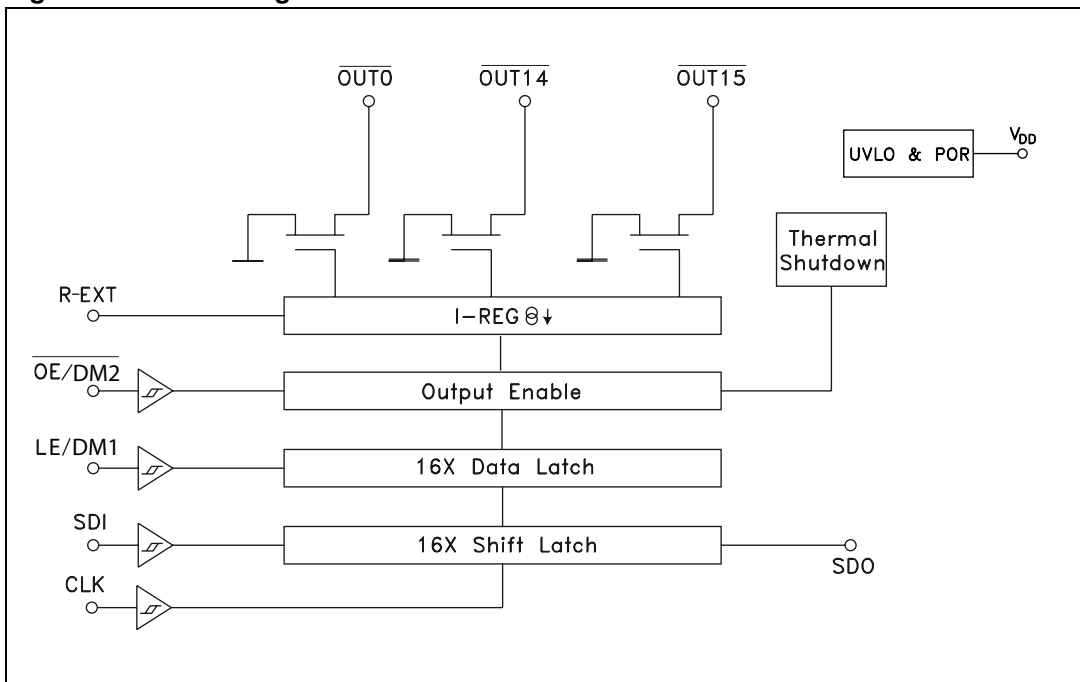 OUT0 OUT14 OUT15
UVLO & POR
VDD
Thermal
Shutdown
R-EXT
I-REG
OE/DM2
Output Enable
LE/DM1
16X Data Latch
SDI
16X Shift Latch
SDO
CLK